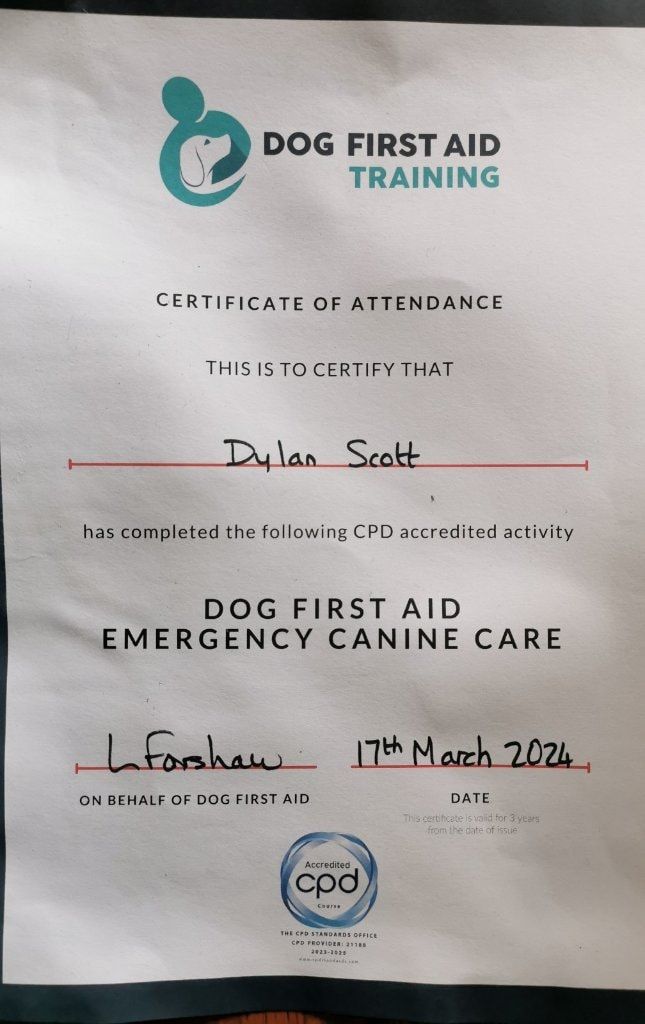 DOG FIRST AID
TRAINING
CERTIFICATE OF ATTENDANCE
THIS IS TO CERTIFY THAT
Dylan Scott
has completed the following CPD accredited activity
DOG FIRST AID
EMERGENCY CANINE CARE
L Forshaw
17th March 2024
ON BEHALF OF DOG FIRST AID
DATE
This certificate is valid for 3 years
from the date of issue
Accredited
cpd
Course
THE CPD STANDARDS OFFICE
CPD PROVIDER: 21188
2023-2025